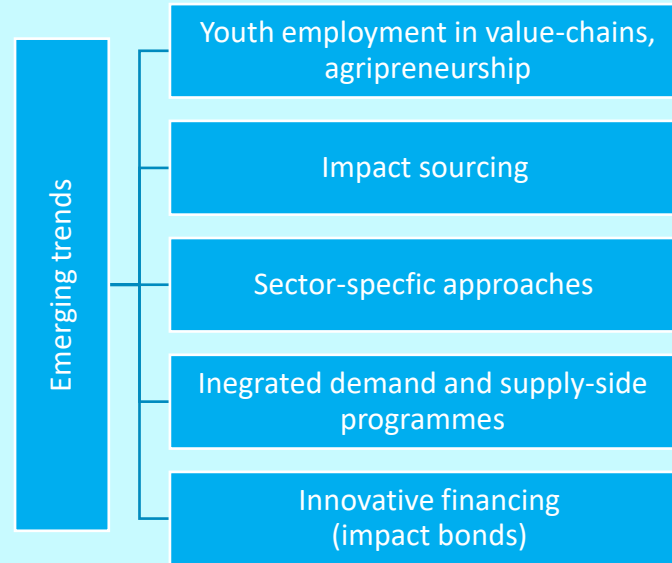 Emerging trends
Youth employment in value-chains,
agripreneurship
Impact sourcing
Sector-specfic approaches
Inegrated demand and supply-side
programmes
Innovative financing
(impact bonds)